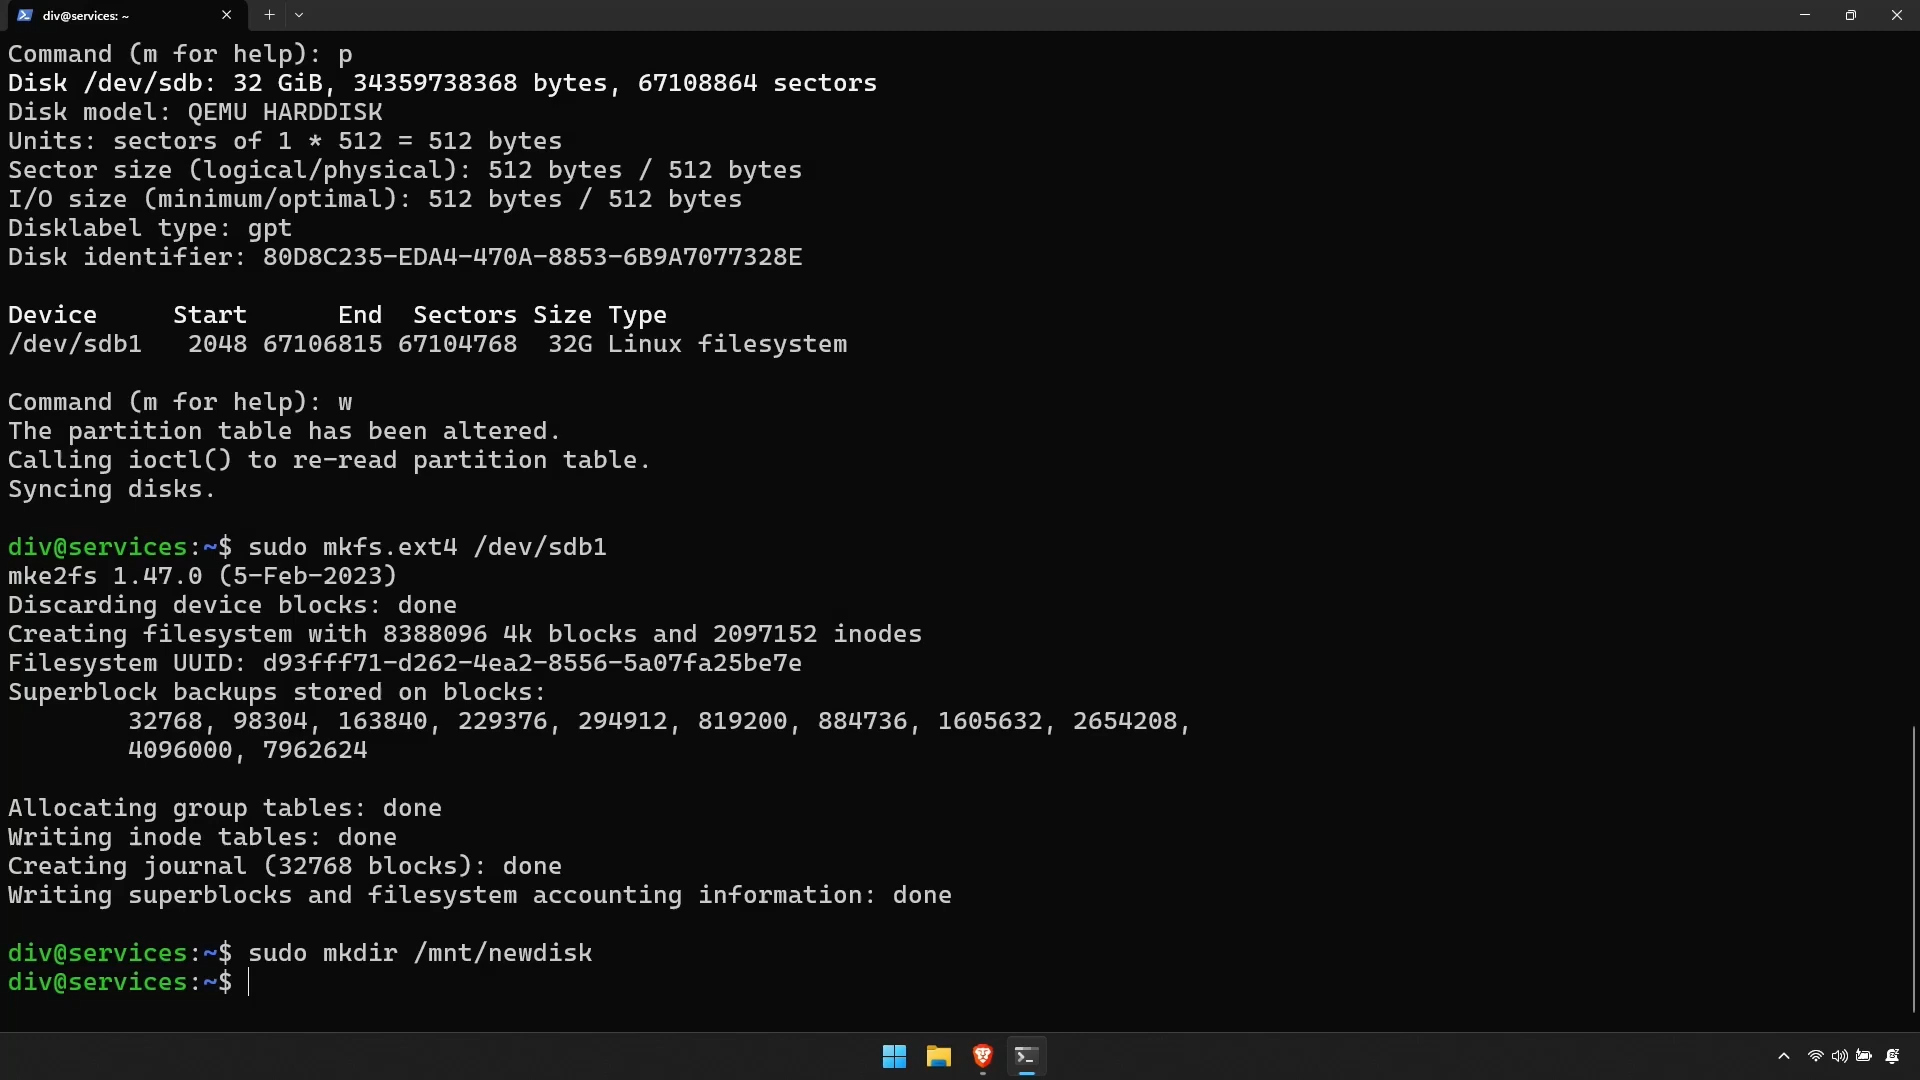 div@services: ~
Command (m for help): p
Disk /dev/sdb: 32 GiB, 34359738368 bytes, 67108864 sectors
Disk model: QEMU HARDDISK
Units: sectors of 1 * 512 = 512 bytes
Sector size (logical/physical): 512 bytes / 512 bytes
I/O size (minimum/optimal): 512 bytes / 512 bytes
Disklabel type: gpt
Disk identifier: 80D8C235-EDA4-470A-8853-6B9A7077328E
Device     Start      End  Sectors Size Type
/dev/sdb1   2048 67106815 67104768  32G Linux filesystem
Command (m for help): w
The partition table has been altered.
Calling ioctl() to re-read partition table.
Syncing disks.
div@services:~$ sudo mkfs.ext4 /dev/sdb1
mke2fs 1.47.0 (5-Feb-2023)
Discarding device blocks: done
Creating filesystem with 8388096 4k blocks and 2097152 inodes
Filesystem UUID: d93fff71-d262-4ea2-8556-5a07fa25be7e
Superblock backups stored on blocks:
32768, 98304, 163840, 229376, 294912, 819200, 884736, 1605632, 2654208,
4096000, 7962624
Allocating group tables: done
Writing inode tables: done
Creating journal (32768 blocks): done
Writing superblocks and filesystem accounting information: done
div@services:~$ sudo mkdir /mnt/newdisk
div@services:~$